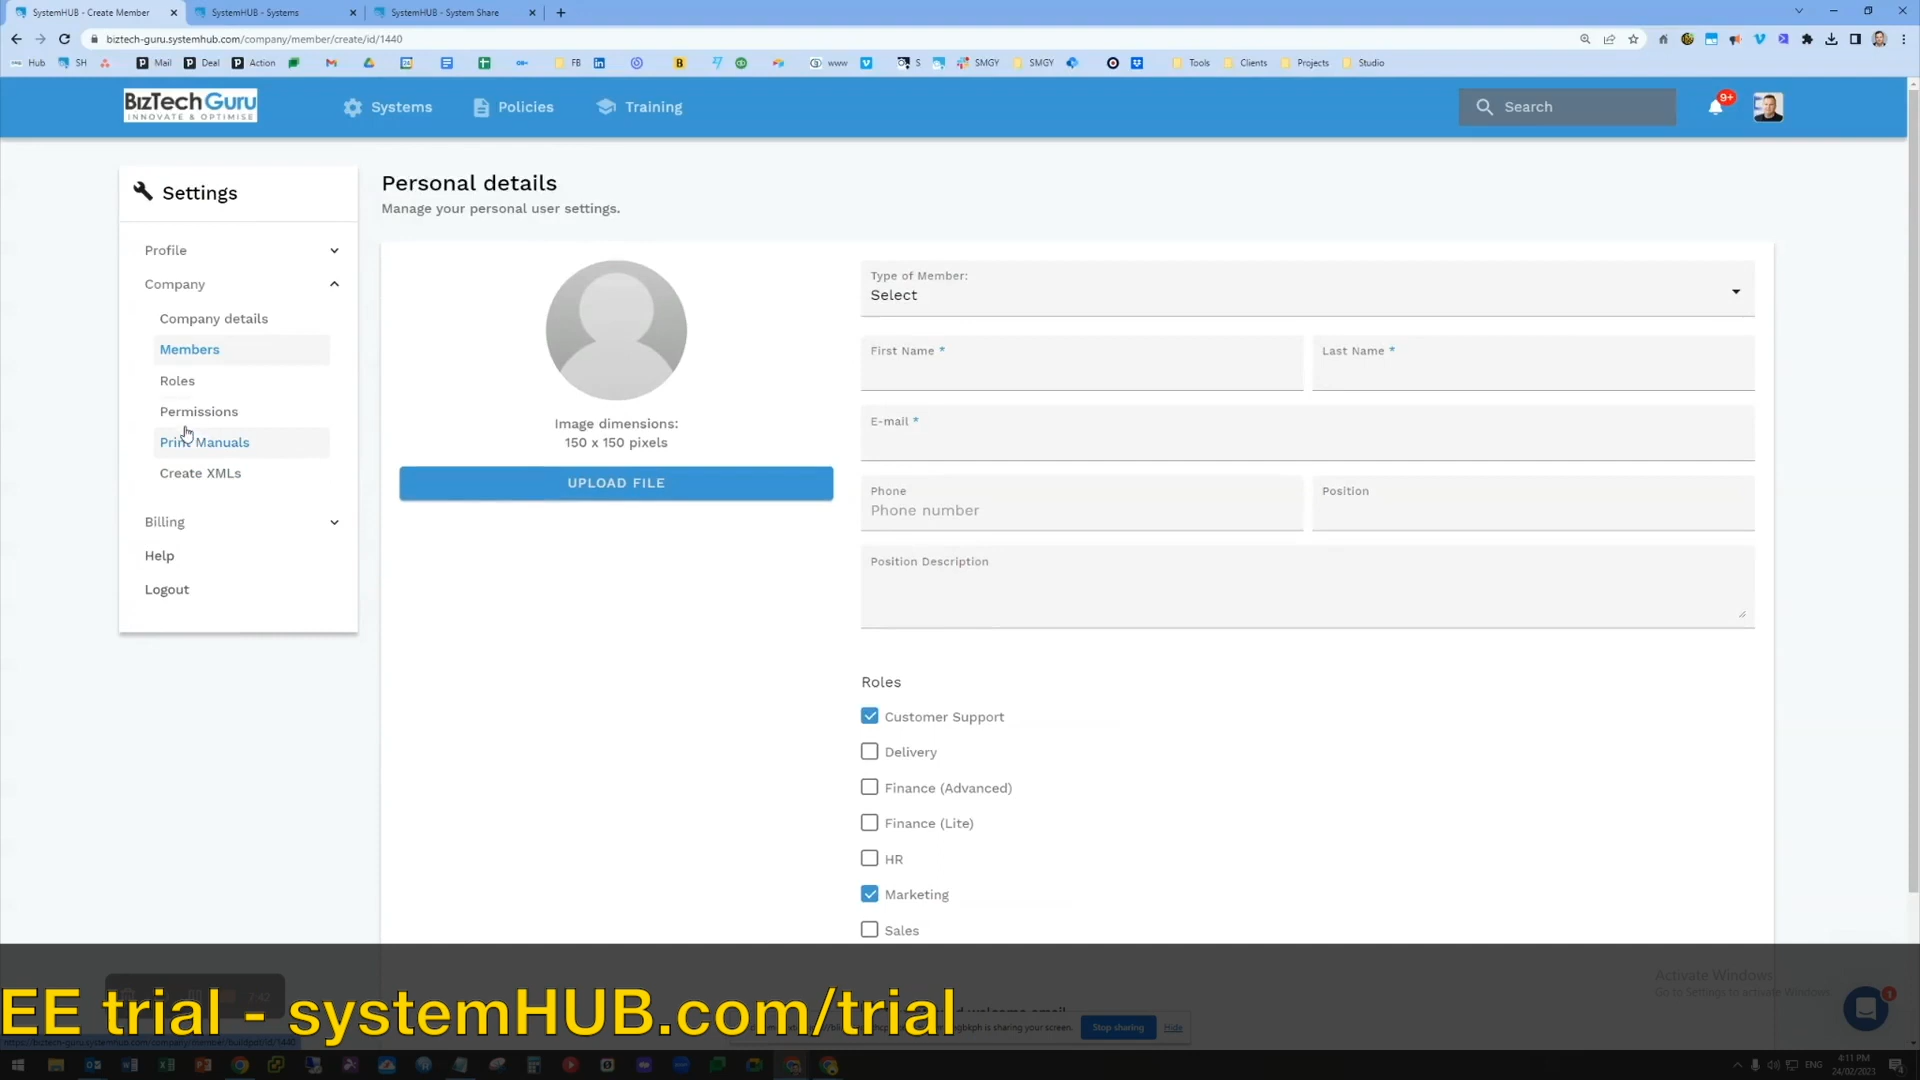 SystemHUB - Create Member
SystemHUB - Systems
SystemHUB - System Share
biztech-guru.systemhub.com/company/member/create/id/1440
Hub
SH
Mail
Deal
Action
FB
www
S
SMGY
SMGY
Tools
Clients
Projects
Studio
BizTechGuru
INNOVATE & OPTIMISE
Systems
Policies
Training
Search
9+
Settings
Profile
Company
Company details
Members
Roles
Permissions
Print Manuals
Create XMLs
Billing
Help
Logout
Personal details
Manage your personal user settings.
Image dimensions:
150 x 150 pixels
UPLOAD FILE
Type of Member:
Select
First Name *
Last Name *
E-mail *
Phone
Phone number
Position
Position Description
Roles
Customer Support
Delivery
Finance (Advanced)
Finance (Lite)
HR
Marketing
Sales
Activate Windows
Go to Settings to activate Windows.
EE trial - systemHUB.com/trial
is sharing your screen.
Stop sharing
Hide
1
ENG
4:11 PM
24/02/2023